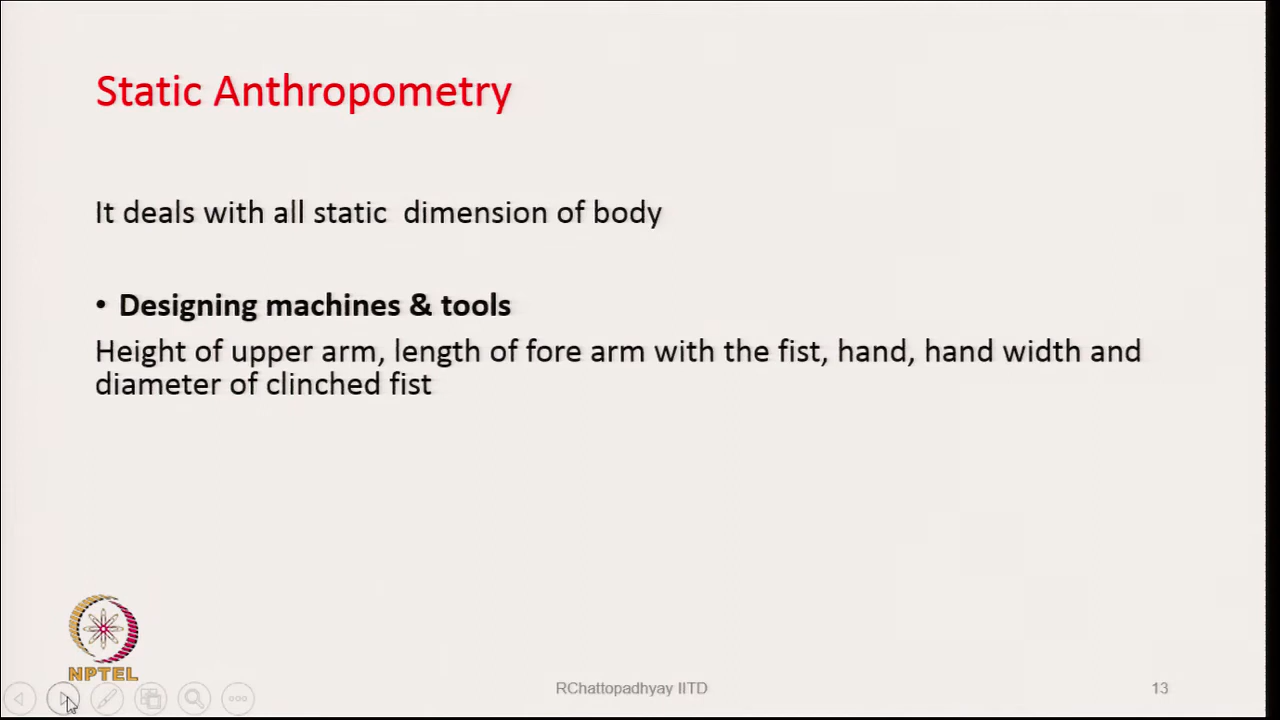 Static Anthropometry
It deals with all static dimension of body
• Designing machines & tools
Height of upper arm, length of fore arm with the fist, hand, hand width and
diameter of clinched fist
NPTEL
RChattopadhyay IITD
13